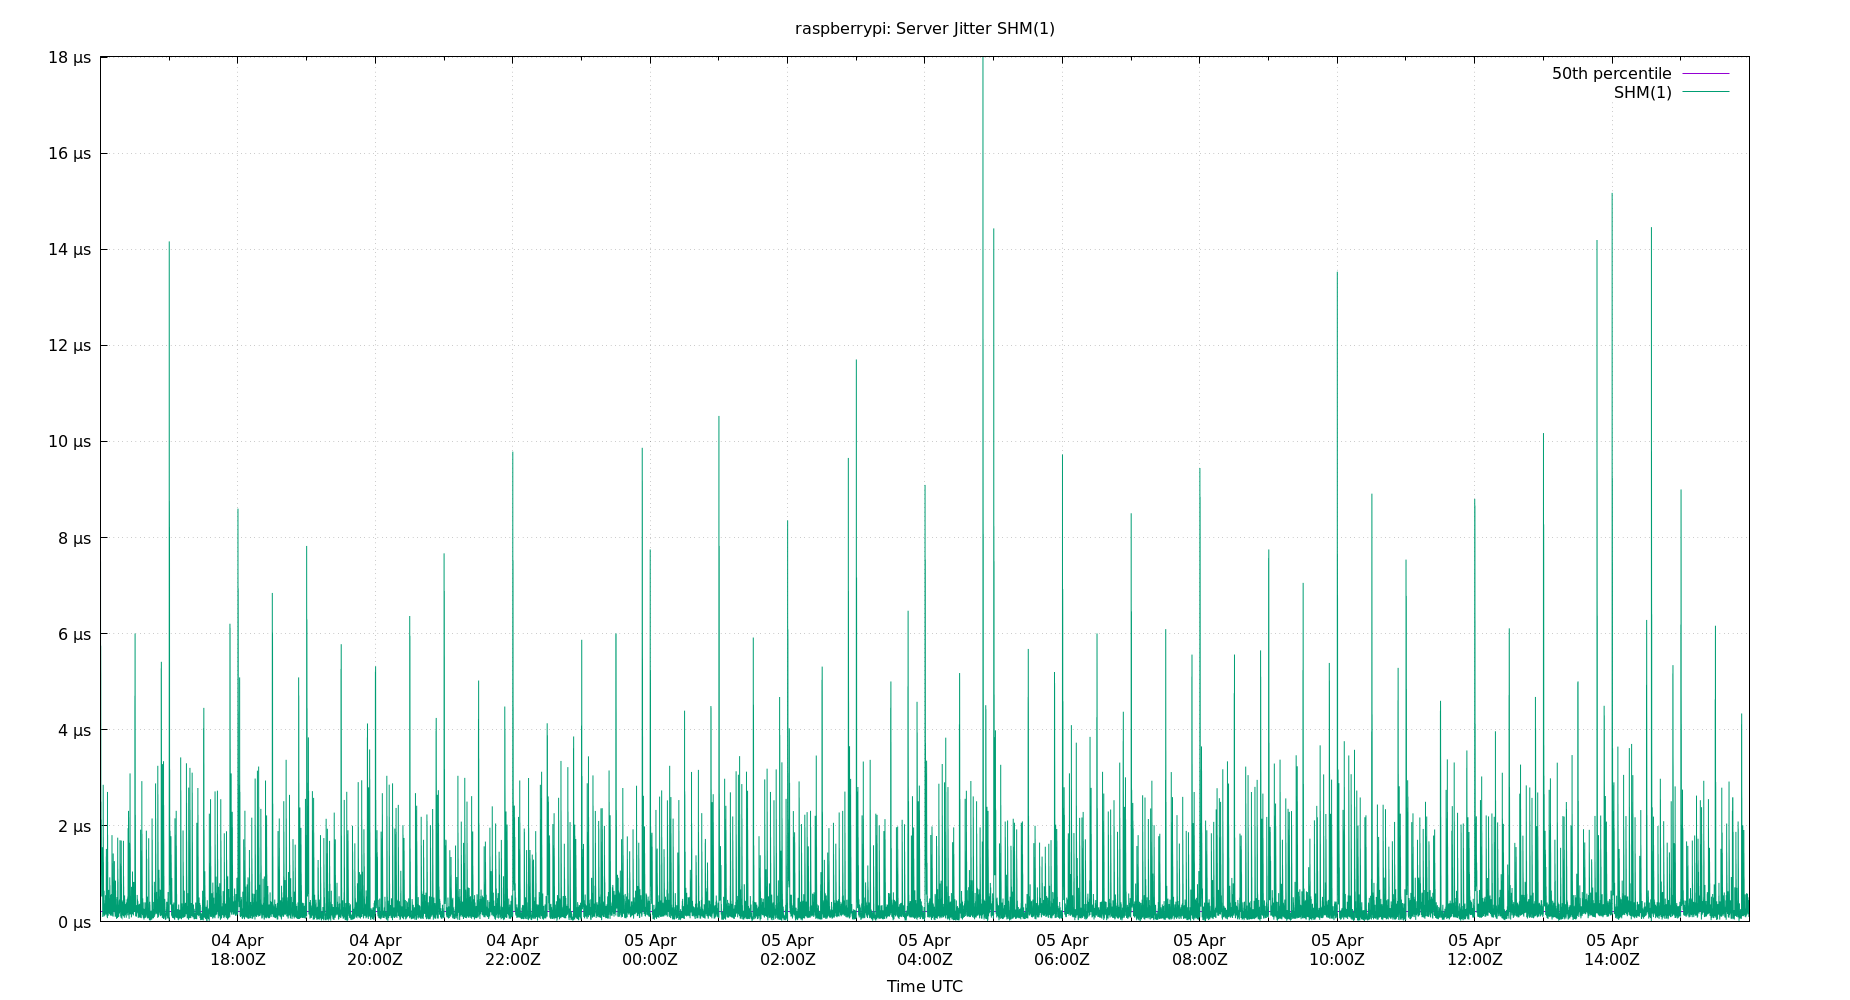 raspberrypi: Server Jitter SHM(1)
18 µs
16 µs
14 µs
12 µs
10 µs
8 µs
6 µs
4 µs
2 µs
0 µs
50th percentile
SHM(1)
04 Apr 04 Apr 04 Apr 05 Apr 05 Apr 05 Apr 05 Apr 05 Apr 05 Apr 05 Apr 05 Apr
18:00Z 20:00Z 22:00Z 00:00Z 02:00Z 04:00Z 06:00Z 08:00Z 10:00Z 12:00Z 14:00Z
Time UTC